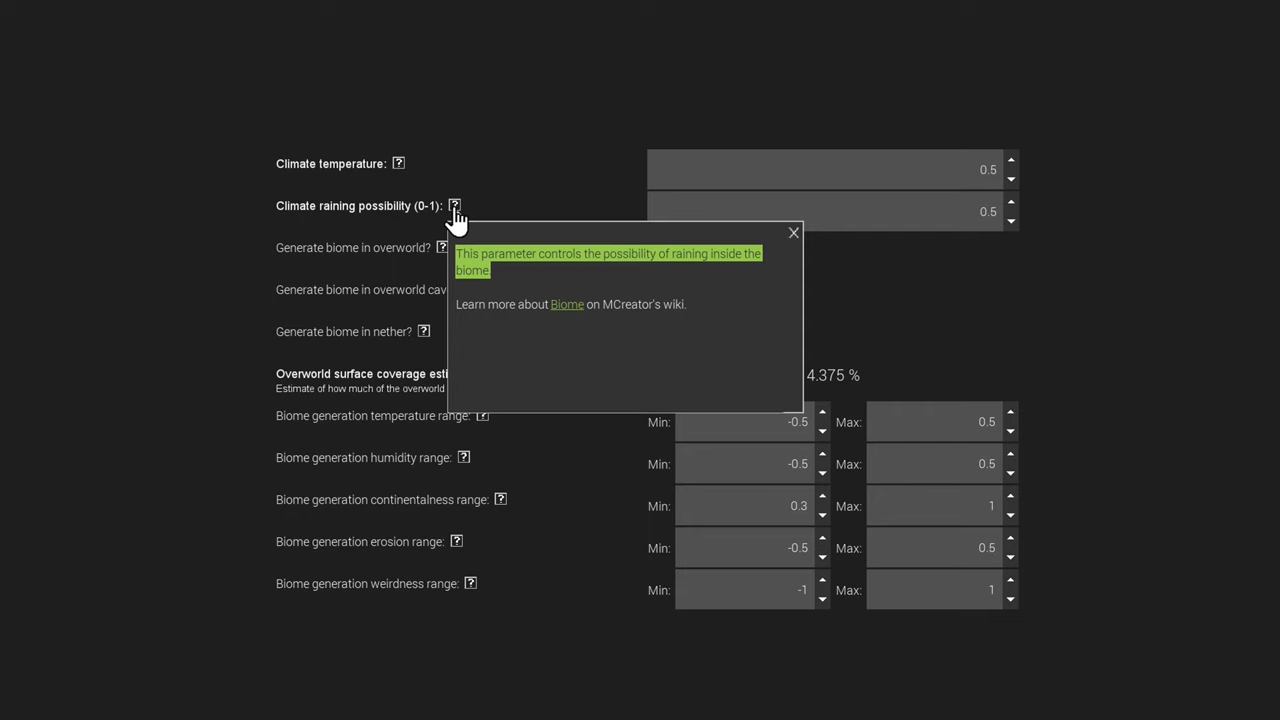 Climate temperature: ?
0.5
Climate raining possibility (0-1): ?
0.5
This parameter controls the possibility of raining inside the
biome.
Learn more about Biome on MCreator's wiki.
X
Generate biome in overworld? ?
Generate biome in overworld cav
Generate biome in nether? ?
Overworld surface coverage esti
4.375 %
Estimate of how much of the overworld
Biome generation temperature range: ?
Min: -0.5 Max: 0.5
Biome generation humidity range: ?
Min: -0.5 Max: 0.5
Biome generation continentalness range: ?
Min: 0.3 Max: 1
Biome generation erosion range: ?
Min: -0.5 Max: 0.5
Biome generation weirdness range: ?
Min: -1 Max: 1